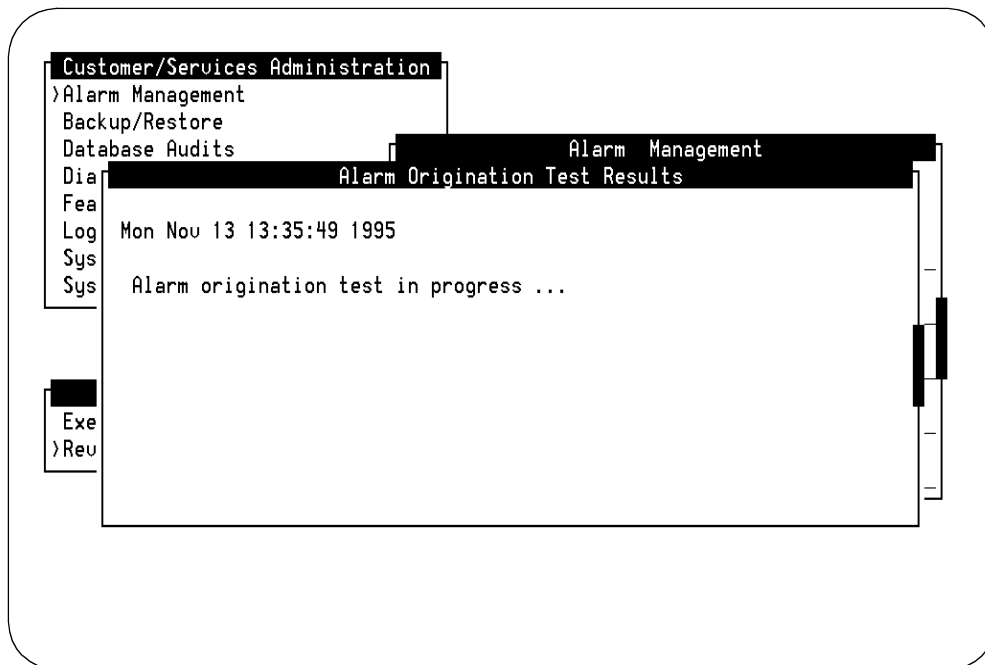 Customer/Services Administration
>Alarm Management
Backup/Restore
Database Audits
Alarm Management
Dia
Alarm Origination Test Results
Fea
Log
Mon Nov 13 13:35:49 1995
Sys
Sys
Alarm origination test in progress ...
Exe
>Rev